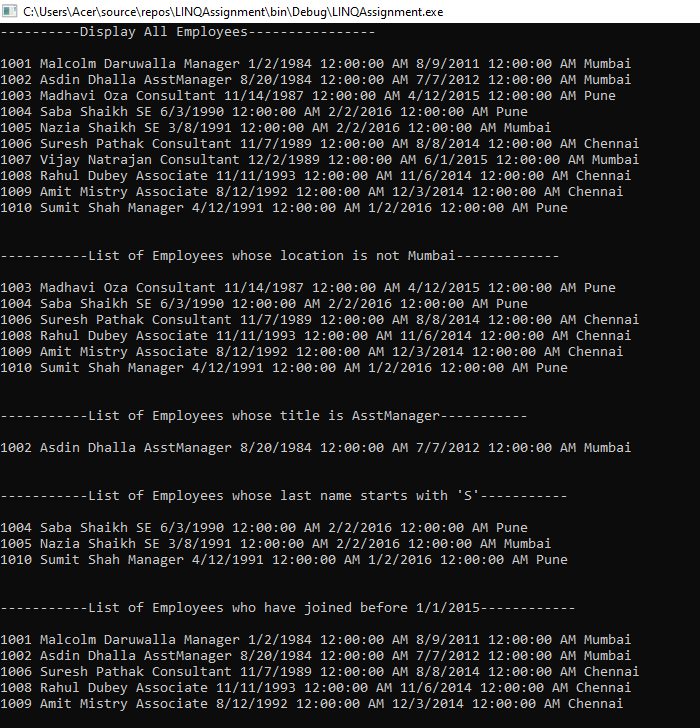 C:\Users\Acer\source\repos\LINQAssignment\bin\Debug\LINQAssignment.exe
----------Display All Employees----------------
1001 Malcolm Daruwalla Manager 1/2/1984 12:00:00 AM 8/9/2011 12:00:00 AM Mumbai
1002 Asdin Dhalla AsstManager 8/20/1984 12:00:00 AM 7/7/2012 12:00:00 AM Mumbai
1003 Madhavi Oza Consultant 11/14/1987 12:00:00 AM 4/12/2015 12:00:00 AM Pune
1004 Saba Shaikh SE 6/3/1990 12:00:00 AM 2/2/2016 12:00:00 AM Pune
1005 Nazia Shaikh SE 3/8/1991 12:00:00 AM 2/2/2016 12:00:00 AM Mumbai
1006 Suresh Pathak Consultant 11/7/1989 12:00:00 AM 8/8/2014 12:00:00 AM Chennai
1007 Vijay Natrajan Consultant 12/2/1989 12:00:00 AM 6/1/2015 12:00:00 AM Mumbai
1008 Rahul Dubey Associate 11/11/1993 12:00:00 AM 11/6/2014 12:00:00 AM Chennai
1009 Amit Mistry Associate 8/12/1992 12:00:00 AM 12/3/2014 12:00:00 AM Chennai
1010 Sumit Shah Manager 4/12/1991 12:00:00 AM 1/2/2016 12:00:00 AM Pune
-----------List of Employees whose location is not Mumbai-------------
1003 Madhavi Oza Consultant 11/14/1987 12:00:00 AM 4/12/2015 12:00:00 AM Pune
1004 Saba Shaikh SE 6/3/1990 12:00:00 AM 2/2/2016 12:00:00 AM Pune
1006 Suresh Pathak Consultant 11/7/1989 12:00:00 AM 8/8/2014 12:00:00 AM Chennai
1008 Rahul Dubey Associate 11/11/1993 12:00:00 AM 11/6/2014 12:00:00 AM Chennai
1009 Amit Mistry Associate 8/12/1992 12:00:00 AM 12/3/2014 12:00:00 AM Chennai
1010 Sumit Shah Manager 4/12/1991 12:00:00 AM 1/2/2016 12:00:00 AM Pune
-----------List of Employees whose title is AsstManager-----------
1002 Asdin Dhalla AsstManager 8/20/1984 12:00:00 AM 7/7/2012 12:00:00 AM Mumbai
-----------List of Employees whose last name starts with 'S'-----------
1004 Saba Shaikh SE 6/3/1990 12:00:00 AM 2/2/2016 12:00:00 AM Pune
1005 Nazia Shaikh SE 3/8/1991 12:00:00 AM 2/2/2016 12:00:00 AM Mumbai
1010 Sumit Shah Manager 4/12/1991 12:00:00 AM 1/2/2016 12:00:00 AM Pune
-----------List of Employees who have joined before 1/1/2015------------
1001 Malcolm Daruwalla Manager 1/2/1984 12:00:00 AM 8/9/2011 12:00:00 AM Mumbai
1002 Asdin Dhalla AsstManager 8/20/1984 12:00:00 AM 7/7/2012 12:00:00 AM Mumbai
1006 Suresh Pathak Consultant 11/7/1989 12:00:00 AM 8/8/2014 12:00:00 AM Chennai
1008 Rahul Dubey Associate 11/11/1993 12:00:00 AM 11/6/2014 12:00:00 AM Chennai
1009 Amit Mistry Associate 8/12/1992 12:00:00 AM 12/3/2014 12:00:00 AM Chennai